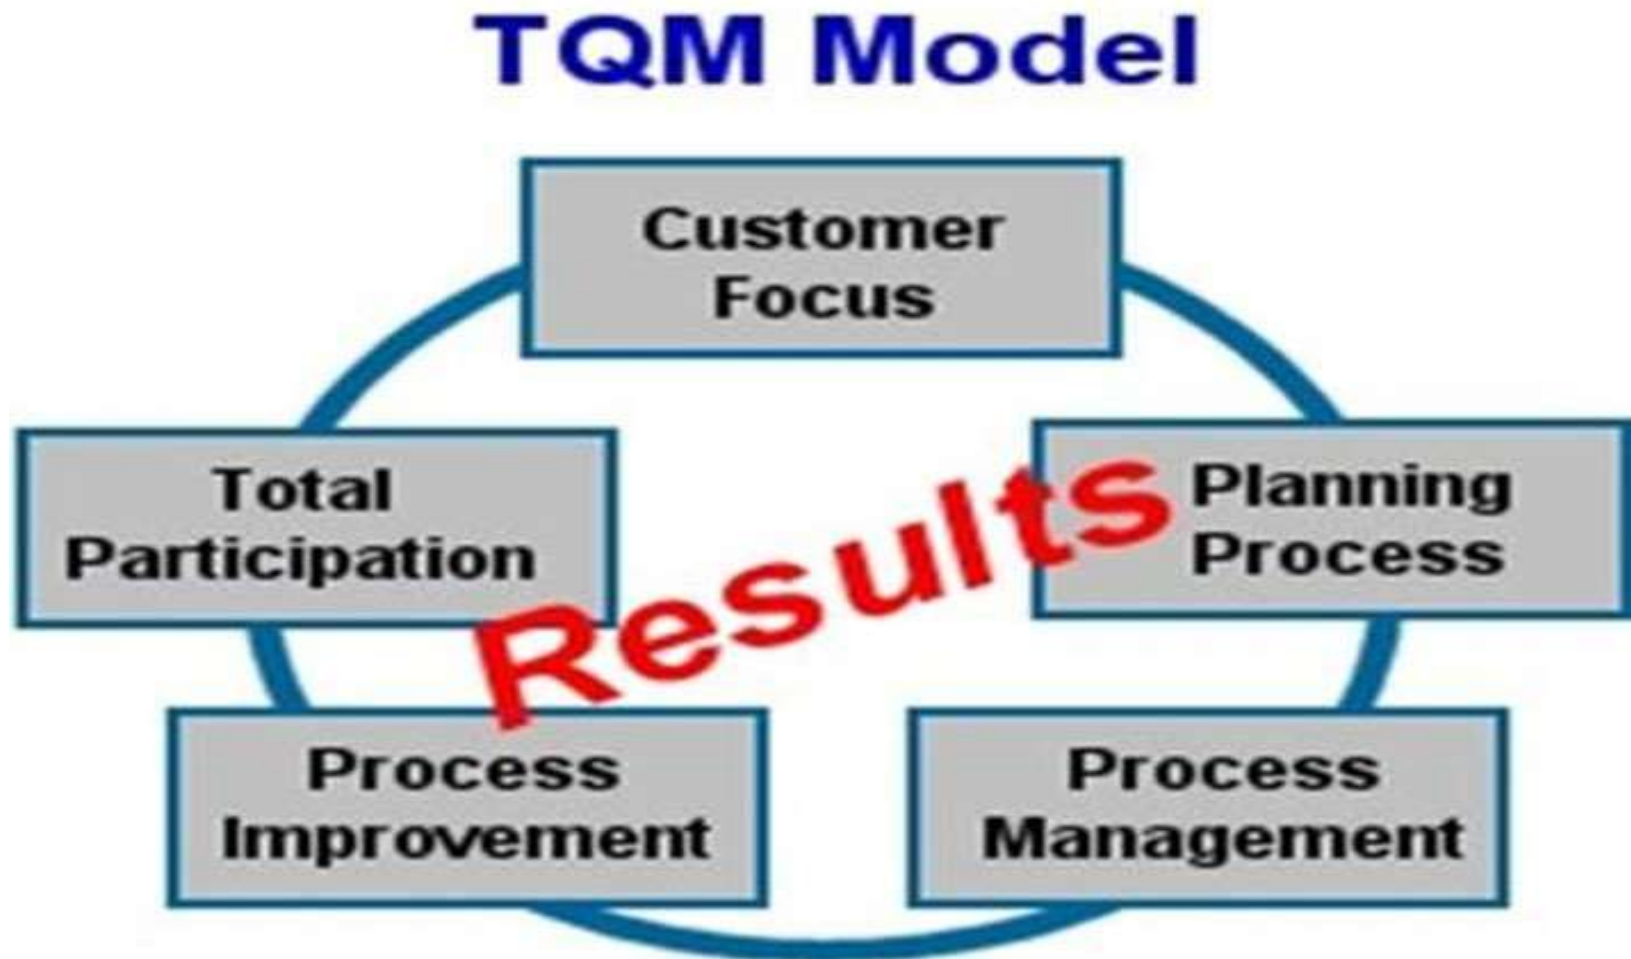 TQM Model
Customer
Focus
Total
Participation
Results
Planning
Process
Process
Improvement
Process
Management